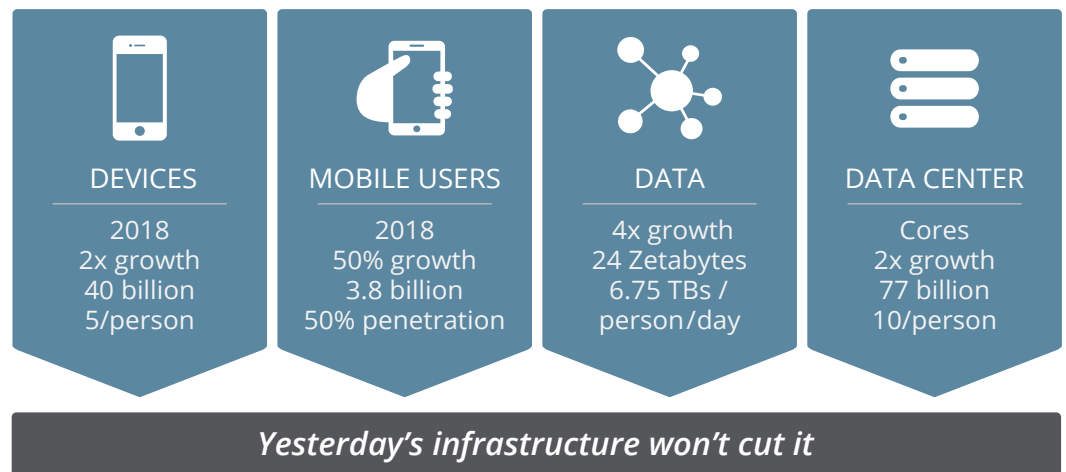 DEVICES
2018
2x growth
40 billion
5/person
MOBILE USERS
2018
50% growth
3.8 billion
50% penetration
DATA
4x growth
24 Zetabytes
6.75 TBs /
person/day
DATA CENTER
Cores
2x growth
77 billion
10/person
Yesterday’s infrastructure won’t cut it